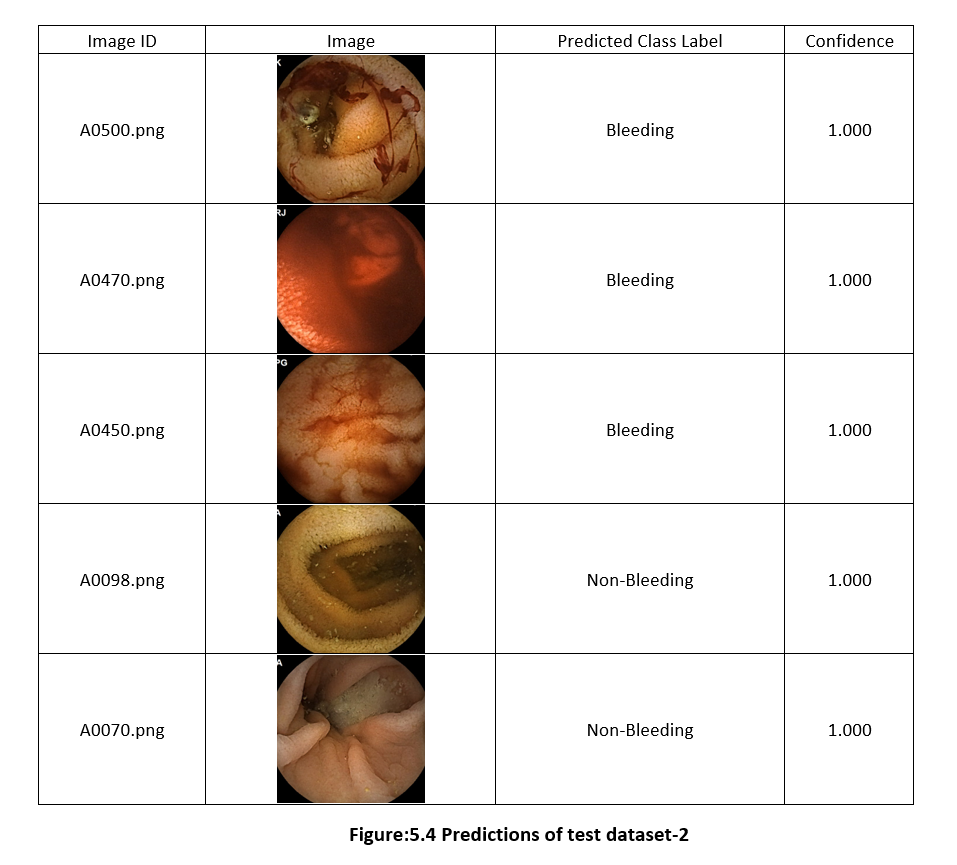 Image ID Image Predicted Class Label Confidence
A0500.png Bleeding 1.000
RJ
A0470.png Bleeding 1.000
PG
A0450.png Bleeding 1.000
A
A0098.png Non-Bleeding 1.000
A
A0070.png Non-Bleeding 1.000
Figure:5.4 Predictions of test dataset-2